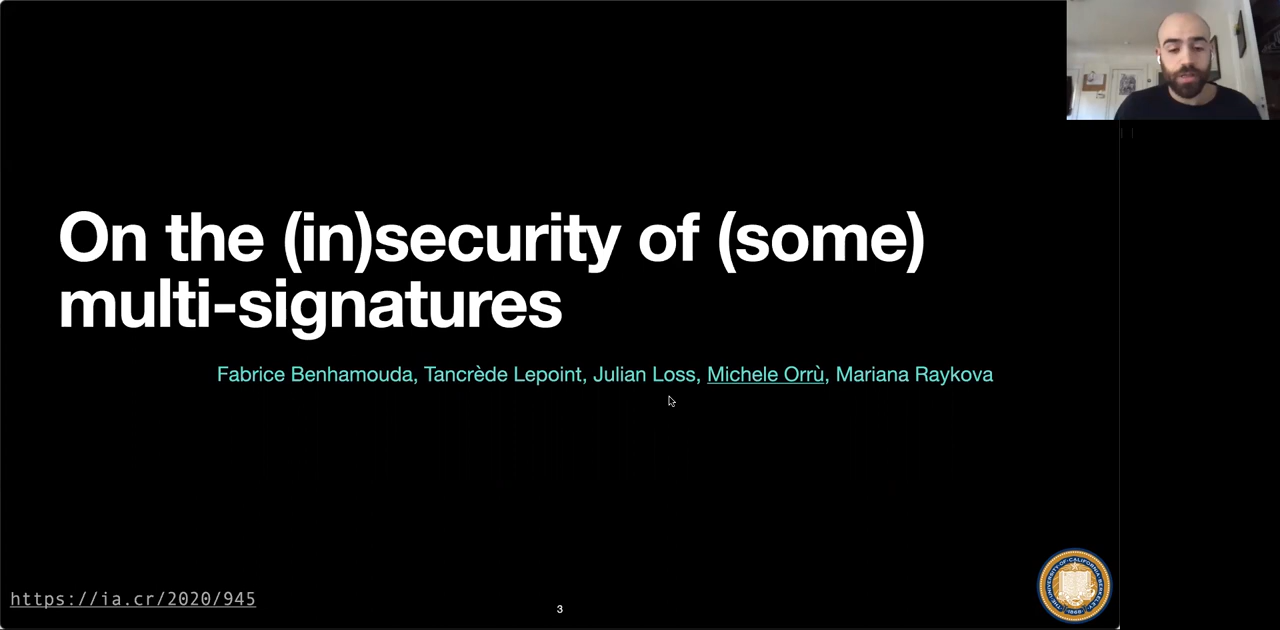 On the (in)security of (some)
multi-signatures
Fabrice Benhamouda, Tancrède Lepoint, Julian Loss, Michele Orrù, Mariana Raykova
https://ia.cr/2020/945
3